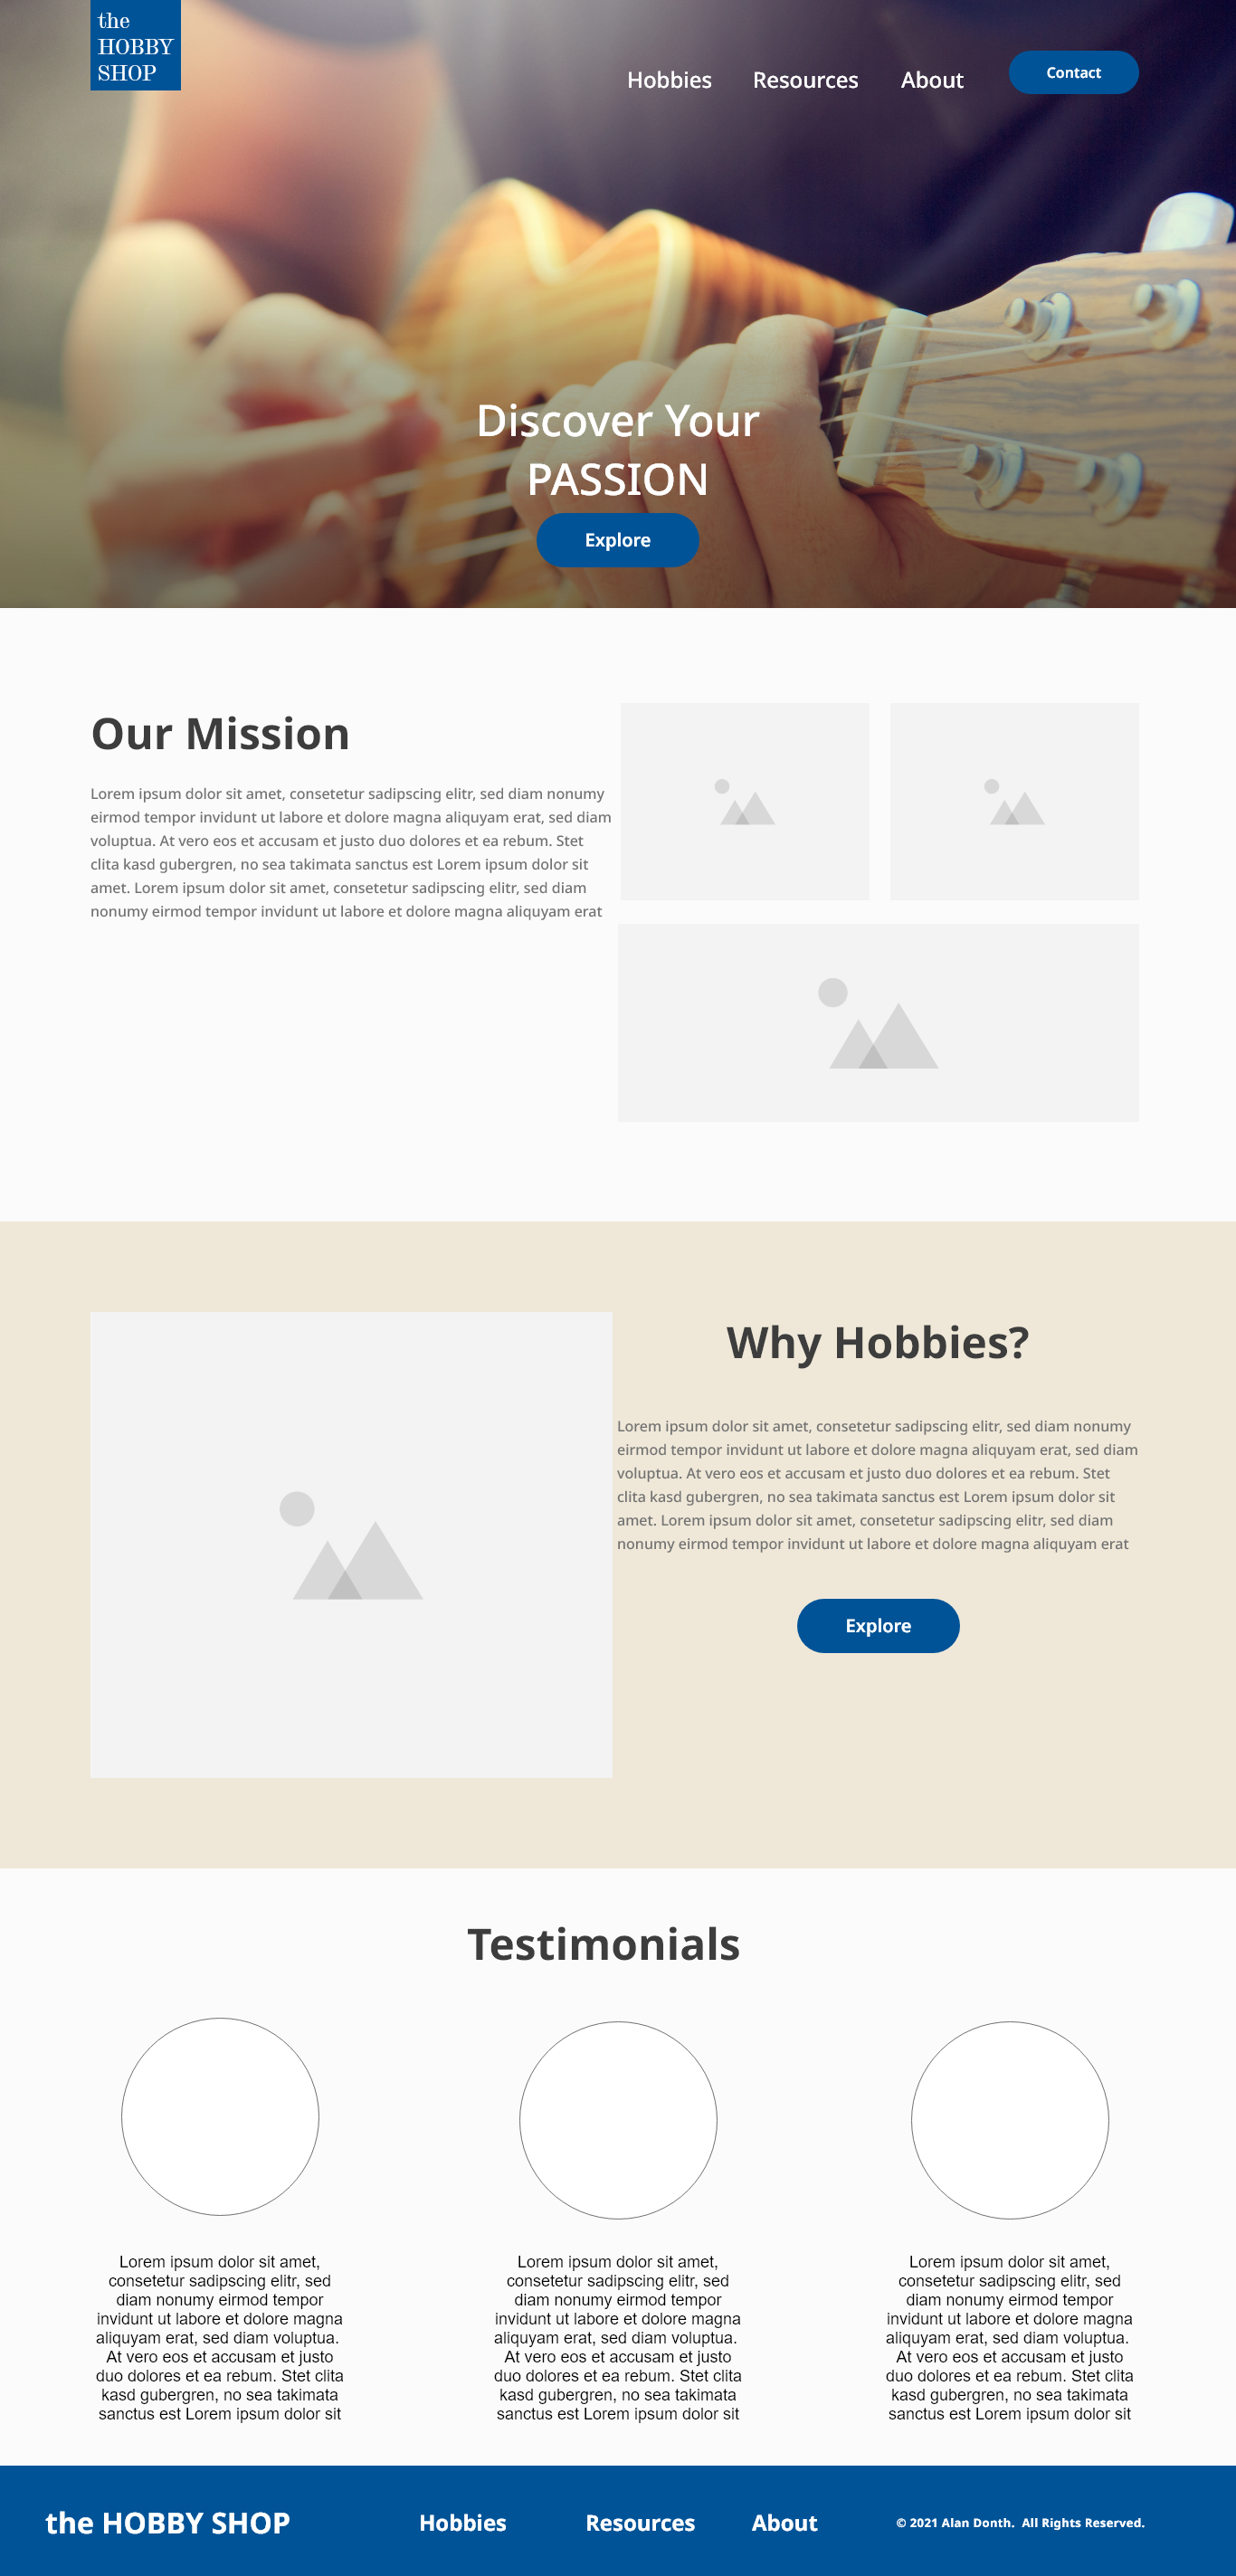 the
HOBBY
SHOP
Hobbies Resources About Contact
Discover Your
PASSION
Explore
Our Mission
Lorem ipsum dolor sit amet, consetetur sadipscing elitr, sed diam nonumy
eirmod tempor invidunt ut labore et dolore magna aliquyam erat, sed diam
voluptua. At vero eos et accusam et justo duo dolores et ea rebum. Stet
clita kasd gubergren, no sea takimata sanctus est Lorem ipsum dolor sit
amet. Lorem ipsum dolor sit amet, consetetur sadipscing elitr, sed diam
nonumy eirmod tempor invidunt ut labore et dolore magna aliquyam erat
Why Hobbies?
Lorem ipsum dolor sit amet, consetetur sadipscing elitr, sed diam nonumy
eirmod tempor invidunt ut labore et dolore magna aliquyam erat, sed diam
voluptua. At vero eos et accusam et justo duo dolores et ea rebum. Stet
clita kasd gubergren, no sea takimata sanctus est Lorem ipsum dolor sit
amet. Lorem ipsum dolor sit amet, consetetur sadipscing elitr, sed diam
nonumy eirmod tempor invidunt ut labore et dolore magna aliquyam erat
Explore
Testimonials
Lorem ipsum dolor sit amet,
consetetur sadipscing elitr, sed
diam nonumy eirmod tempor
invidunt ut labore et dolore magna
aliquyam erat, sed diam voluptua.
At vero eos et accusam et justo
duo dolores et ea rebum. Stet clita
kasd gubergren, no sea takimata
sanctus est Lorem ipsum dolor sit
Lorem ipsum dolor sit amet,
consetetur sadipscing elitr, sed
diam nonumy eirmod tempor
invidunt ut labore et dolore magna
aliquyam erat, sed diam voluptua.
At vero eos et accusam et justo
duo dolores et ea rebum. Stet clita
kasd gubergren, no sea takimata
sanctus est Lorem ipsum dolor sit
Lorem ipsum dolor sit amet,
consetetur sadipscing elitr, sed
diam nonumy eirmod tempor
invidunt ut labore et dolore magna
aliquyam erat, sed diam voluptua.
At vero eos et accusam et justo
duo dolores et ea rebum. Stet clita
kasd gubergren, no sea takimata
sanctus est Lorem ipsum dolor sit
the HOBBY SHOP Hobbies Resources About © 2021 Alan Donth. All Rights Reserved.